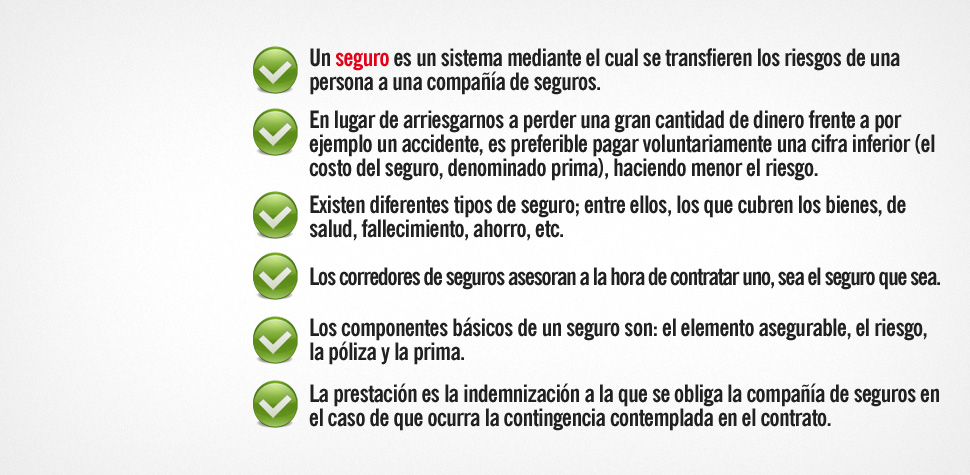 Un seguro es un sistema mediante el cual se transfieren los riesgos de una
persona a una compañía de seguros.
En lugar de arriesgarnos a perder una gran cantidad de dinero frente a por
ejemplo un accidente, es preferible pagar voluntariamente una cifra inferior (el
costo del seguro, denominado prima), haciendo menor el riesgo.
Existen diferentes tipos de seguro; entre ellos, los que cubren los bienes, de
salud, fallecimiento, ahorro, etc.
Los corredores de seguros asesoran a la hora de contratar uno, sea el seguro que sea.
Los componentes básicos de un seguro son: el elemento asegurable, el riesgo,
la póliza y la prima.
La prestación es la indemnización a la que se obliga la compañía de seguros en
el caso de que ocurra la contingencia contemplada en el contrato.